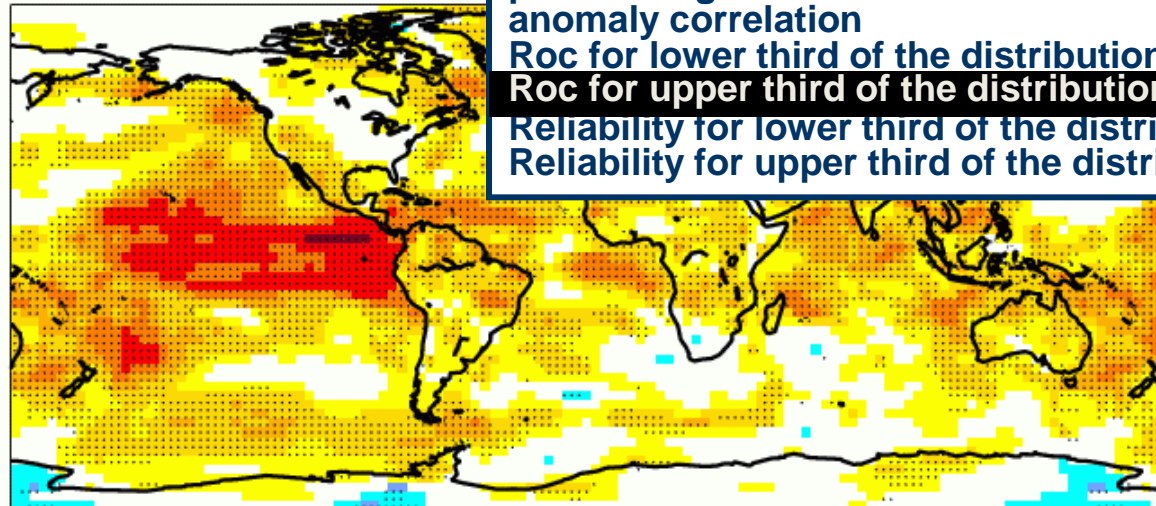 anomaly correlation
Roc for lower third of the distribution
Roc for upper third of the distribution
Reliability for lower third of the distri
Reliability for upper third of the distri